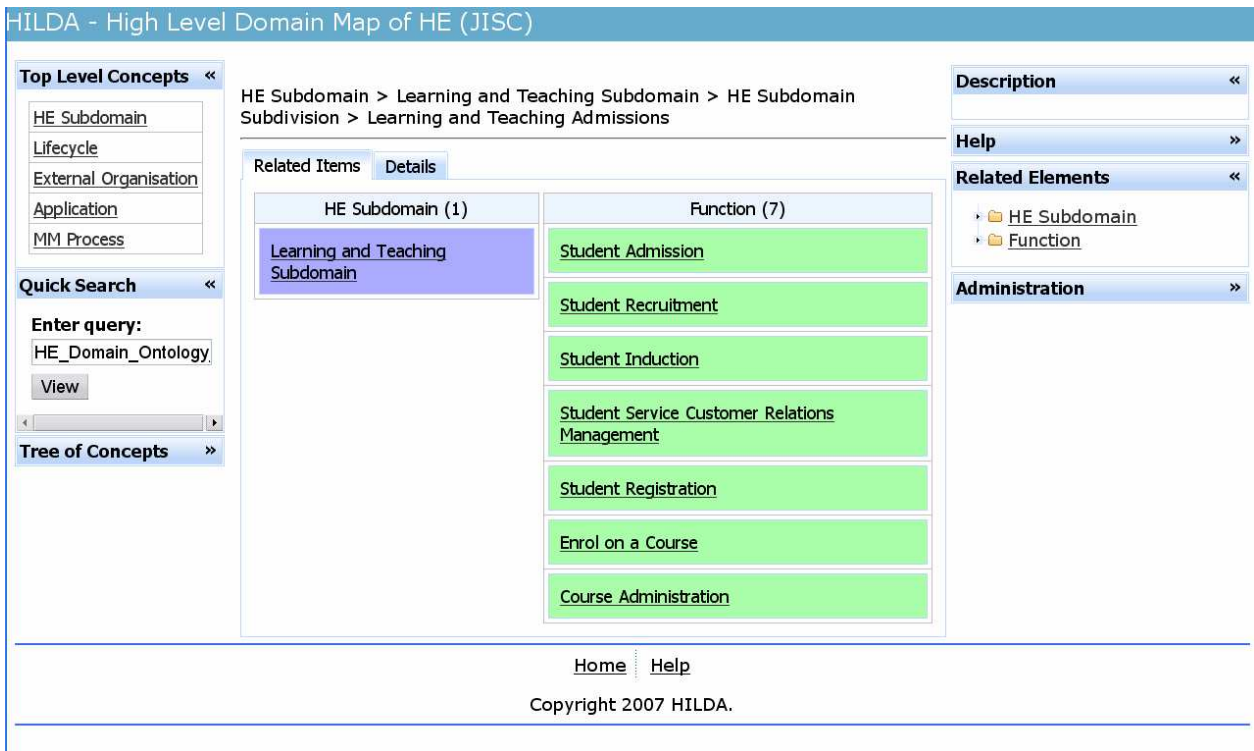 HILDA - High Level Domain Map of HE (JISC)
Top Level Concepts «
HE Subdomain
Lifecycle
External Organisation
Application
MM Process
Quick Search «
Enter query:
HE_Domain_Ontology
View
Tree of Concepts »
HE Subdomain > Learning and Teaching Subdomain > HE Subdomain
Subdivision > Learning and Teaching Admissions
Related Items Details
HE Subdomain (1)
Learning and Teaching
Subdomain
Function (7)
Student Admission
Student Recruitment
Student Induction
Student Service Customer Relations
Management
Student Registration
Enrol on a Course
Course Administration
Description «
Help »
Related Elements «
HE Subdomain
Function
Administration »
Home Help
Copyright 2007 HILDA.